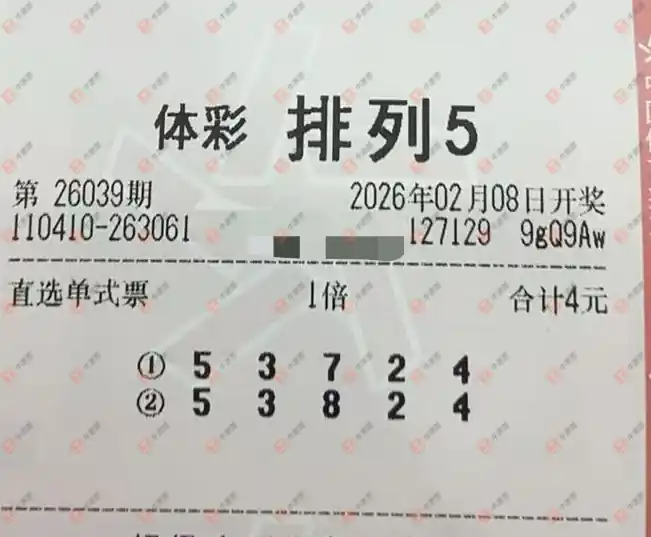 体彩 排列5
第 26039期 2026年02月08日开奖
110410-263061 127129 9gQ9Aw
直选单式票 1倍 合计4元
① 5 3 7 2 4
② 5 3 8 2 4